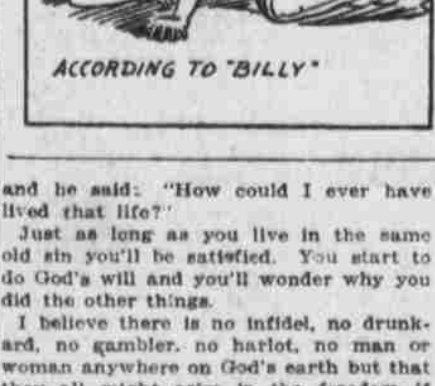 ACCORDING TO "BILLY"
and he said: "How could I ever have
lived that life?"
Just as long as you live in the same
old sin you'll be satisfied. You start to
do God's will and you'll wonder why you
did the other things.
I believe there is no infidel, no drunk-
ard, no gambler, no harlot, no man or
woman anywhere on God's earth but that